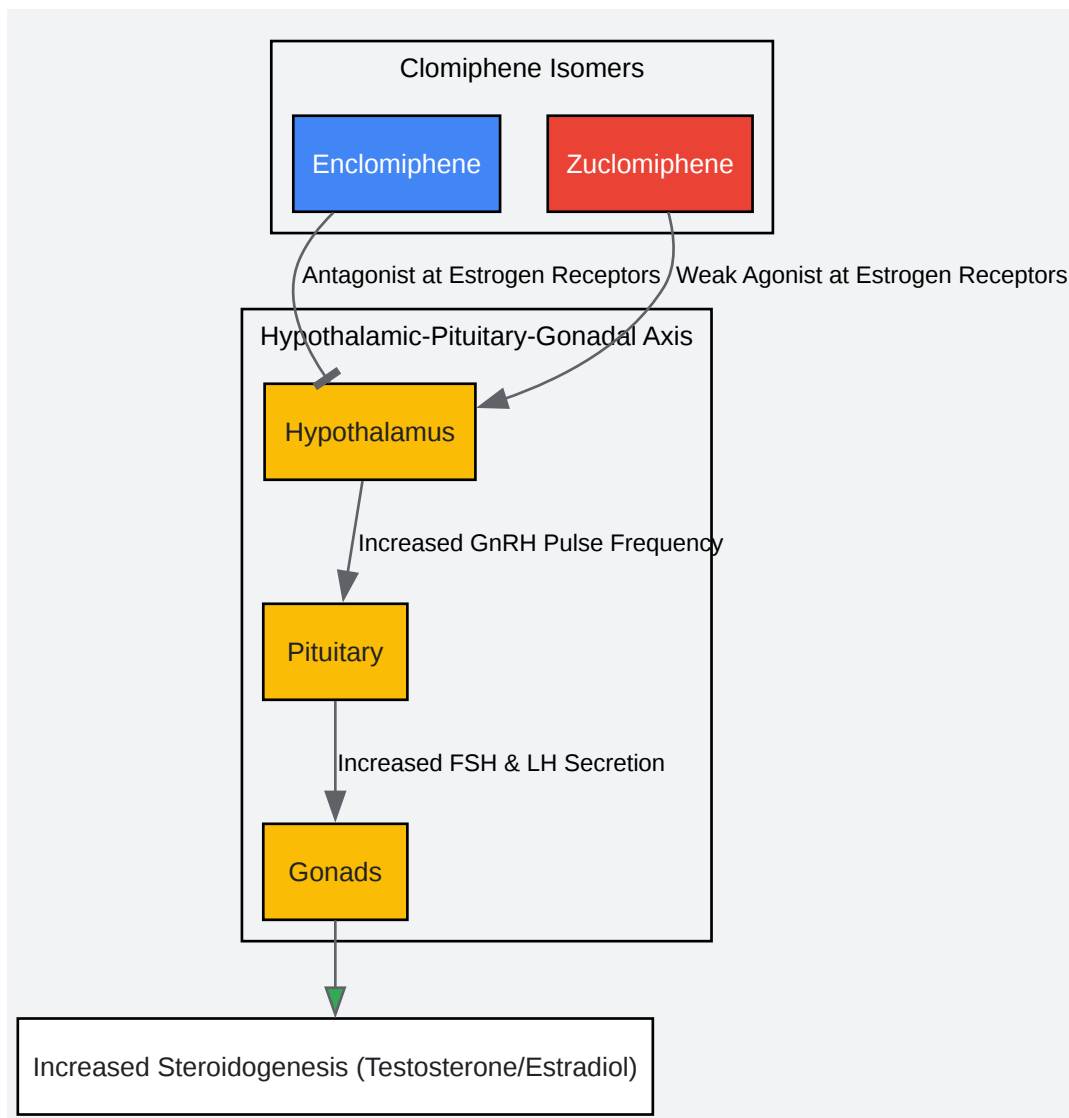 Clomiphene Isomers
Enclomiphene
Zuclomiphene
Antagonist at Estrogen Receptors
Weak Agonist at Estrogen Receptors
Hypothalamic-Pituitary-Gonadal Axis
Hypothalamus
Increased GnRH Pulse Frequency
Pituitary
Increased FSH & LH Secretion
Gonads
Increased Steroidogenesis (Testosterone/Estradiol)